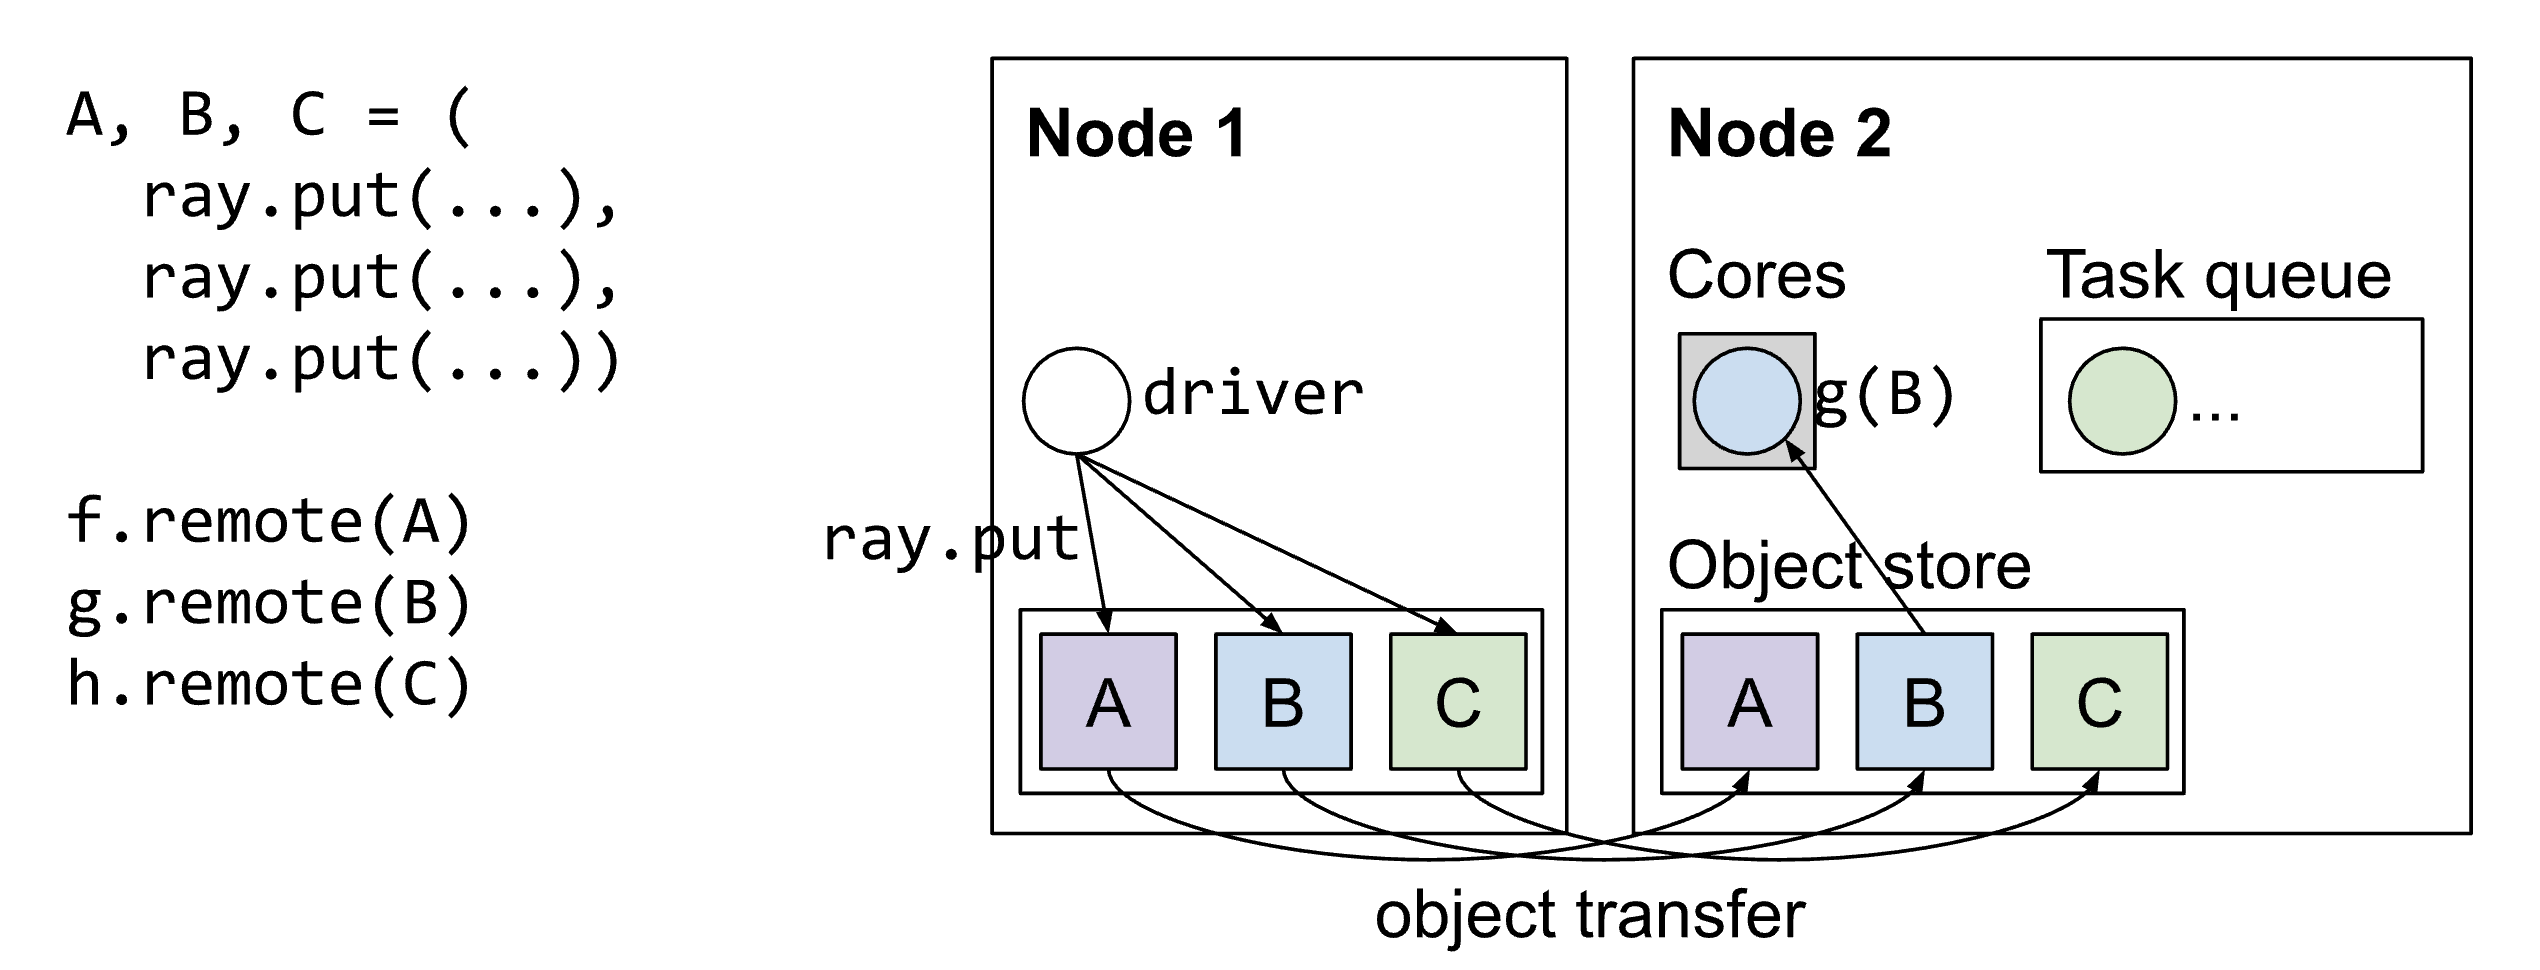 A, B, C = (
  ray.put(...),
  ray.put(...),
  ray.put(...))
f.remote(A)
g.remote(B)
h.remote(C)
Node 1
driver
ray.put
A B C
Node 2
Cores
Task queue
g(B)
...
Object store
A B C
object transfer